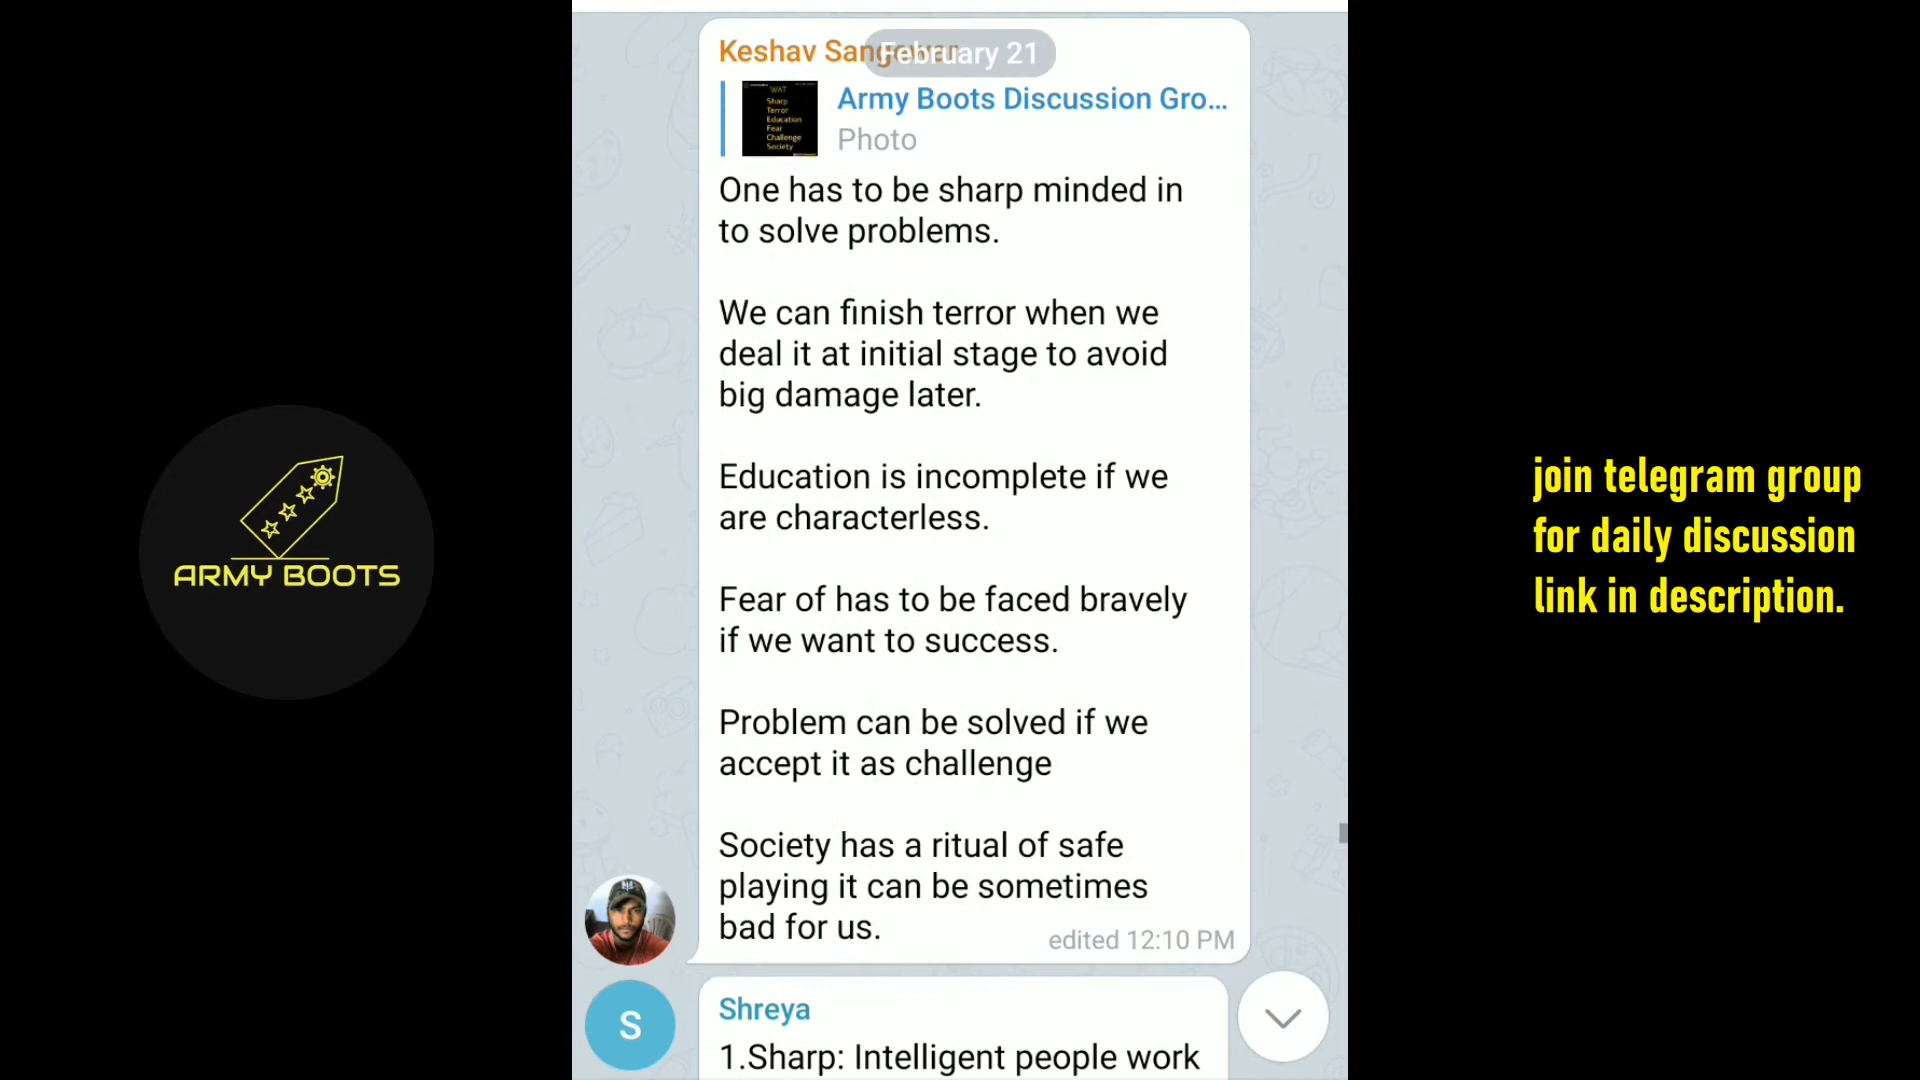 Keshav Sangewar
February 21
WAT
Sharp
Terror
Education
Fear
Challenge
Society
Army Boots Discussion Gro...
Photo
One has to be sharp minded in
to solve problems.
We can finish terror when we
deal it at initial stage to avoid
big damage later.
Education is incomplete if we
are characterless.
Fear of has to be faced bravely
if we want to success.
Problem can be solved if we
accept it as challenge
Society has a ritual of safe
playing it can be sometimes
bad for us.
edited 12:10 PM
S
Shreya
1.Sharp: Intelligent people work
ARMY BOOTS
join telegram group
for daily discussion
link in description.